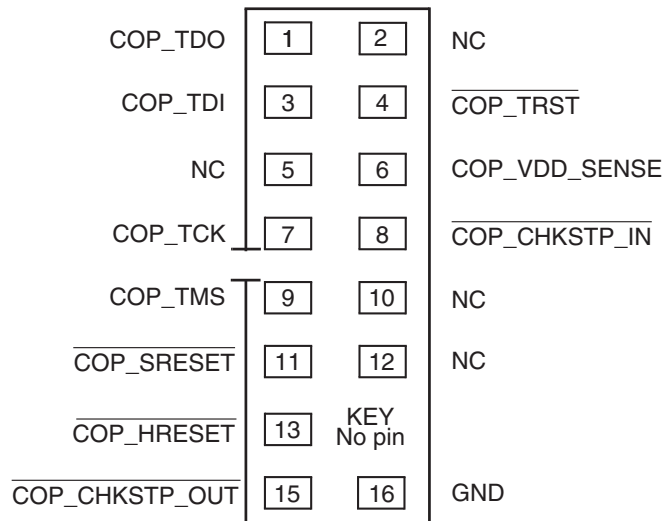 COP_TDO 1 2 NC
COP_TDI 3 4 COP_TRST
NC 5 6 COP_VDD_SENSE
COP_TCK 7 8 COP_CHKSTP_IN
COP_TMS 9 10 NC
COP_SRESET 11 12 NC
COP_HRESET 13 KEY
No pin
COP_CHKSTP_OUT 15 16 GND